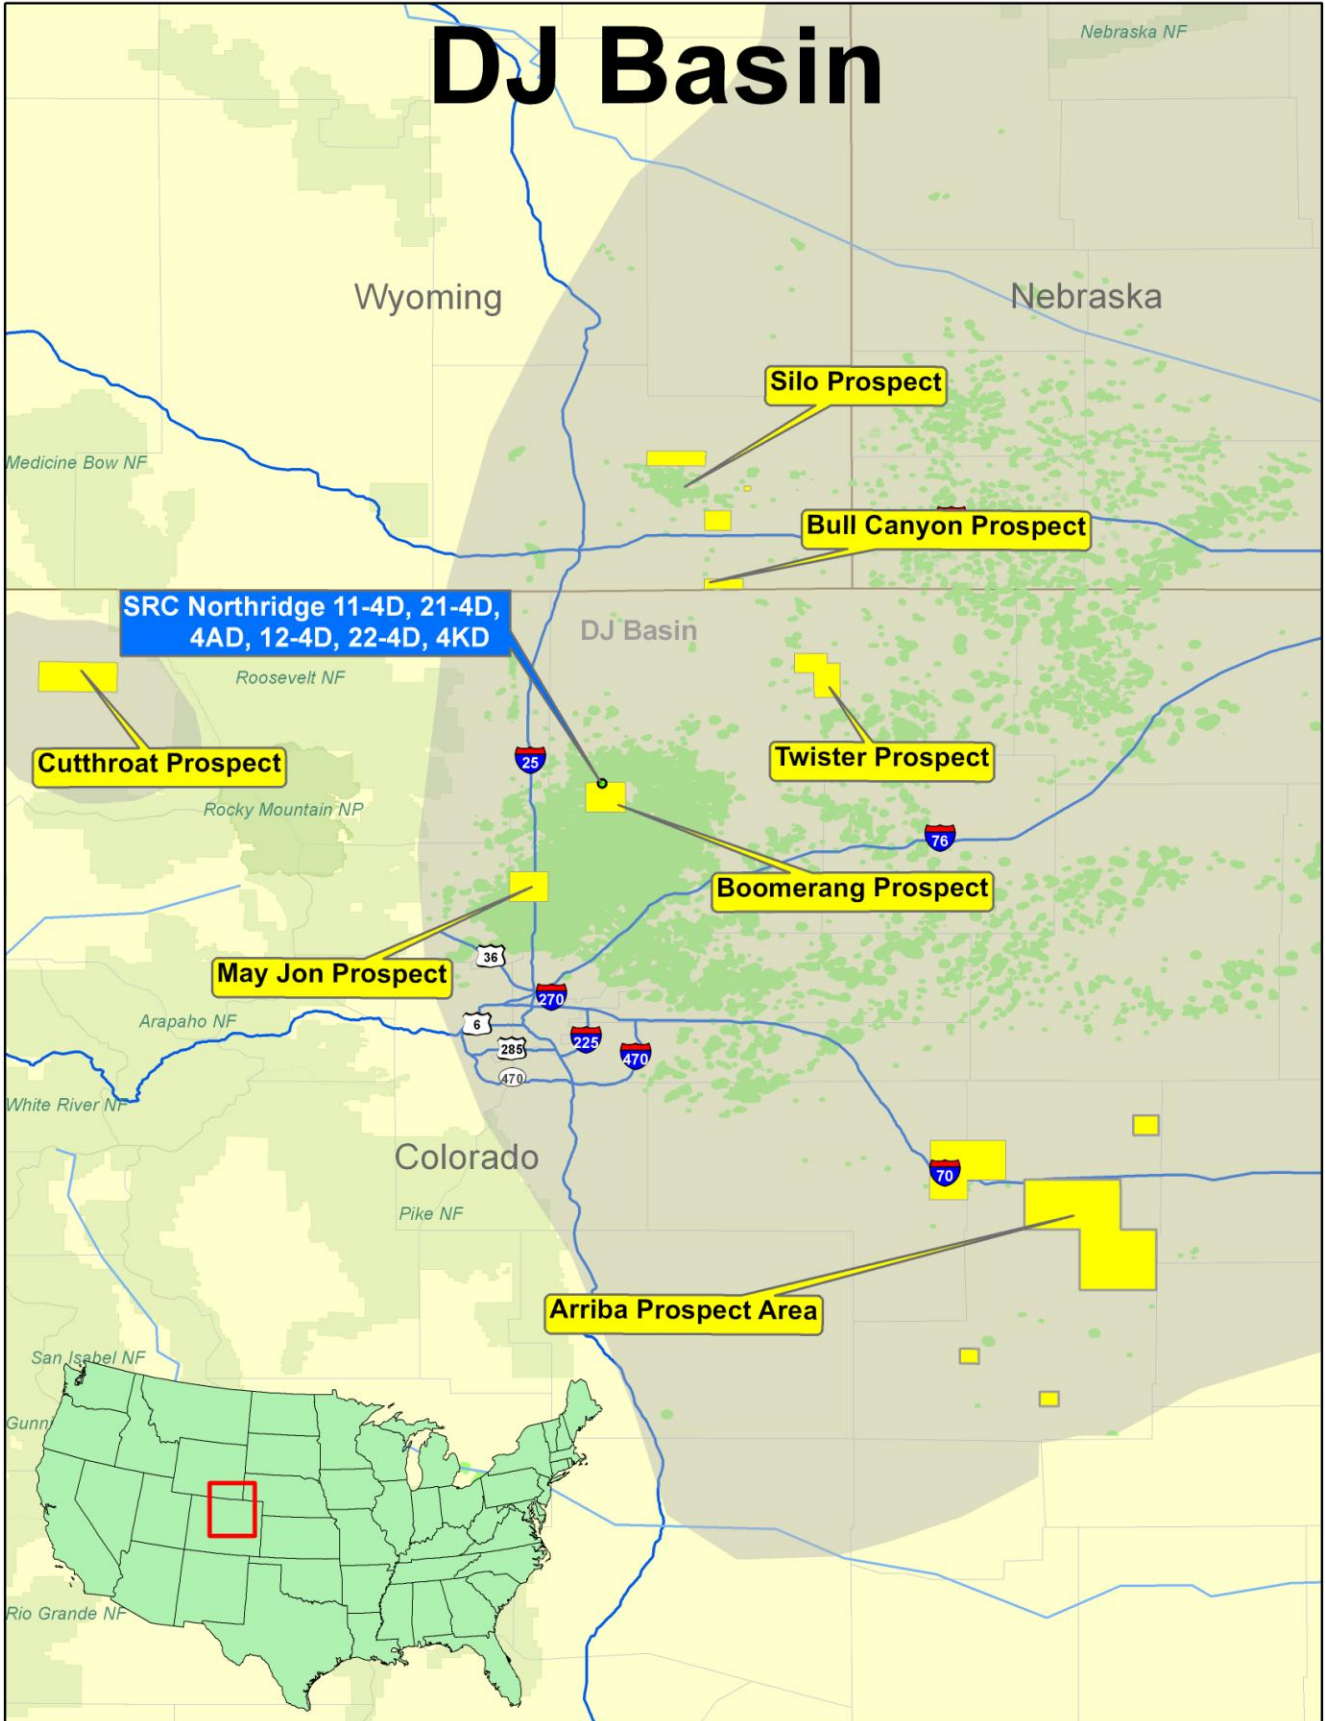 DJ Basin
Nebraska NF
Wyoming
Nebraska
Silo Prospect
Medicine Bow NF
Bull Canyon Prospect
SRC Northridge 11-4D, 21-4D,
4AD, 12-4D, 22-4D, 4KD
DJ Basin
Roosevelt NF
Cutthroat Prospect
25
Twister Prospect
Rocky Mountain NP
76
Boomerang Prospect
May Jon Prospect
36
270
Arapaho NF
6
285
225
470
470
White River NF
Colorado
70
Pike NF
Arriba Prospect Area
San Isabel NF
Gunni
Rio Grande NF